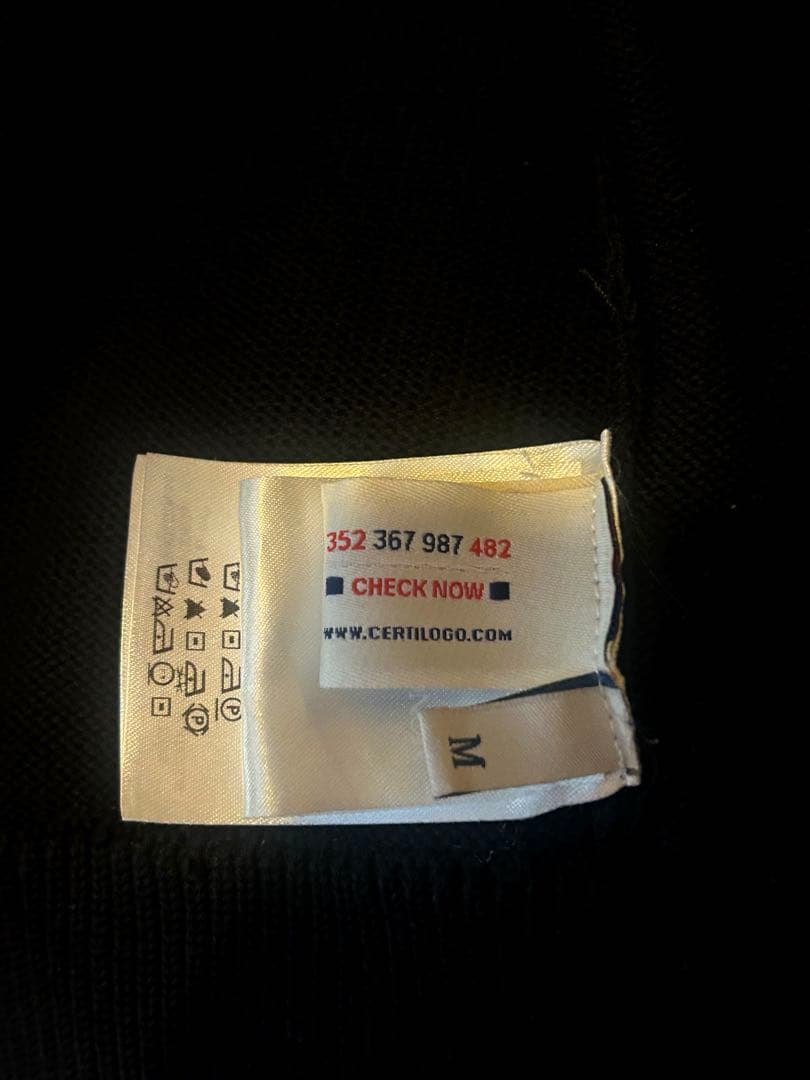 352 367 987 482
CHECK NOW
WWW.CERTILOGO.COM
M